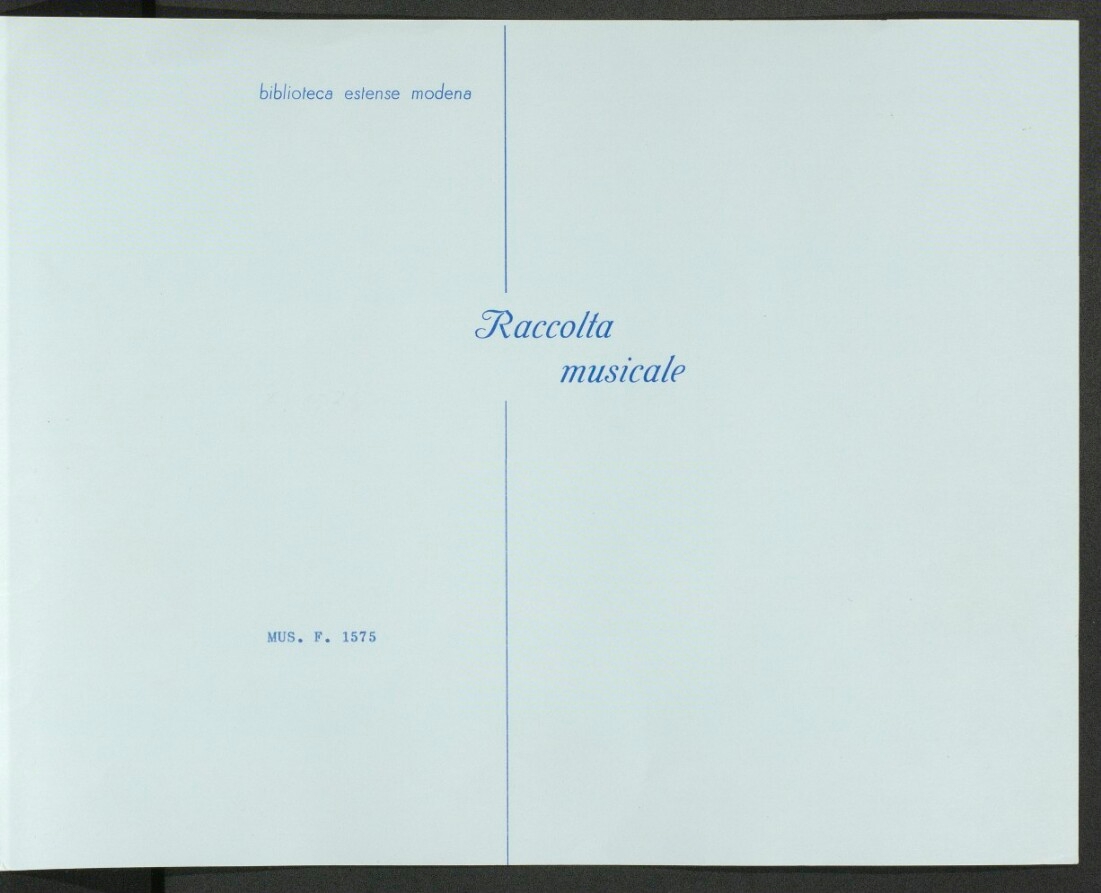 biblioteca estense modena
Raccolta
musicale
MUS. F. 1575